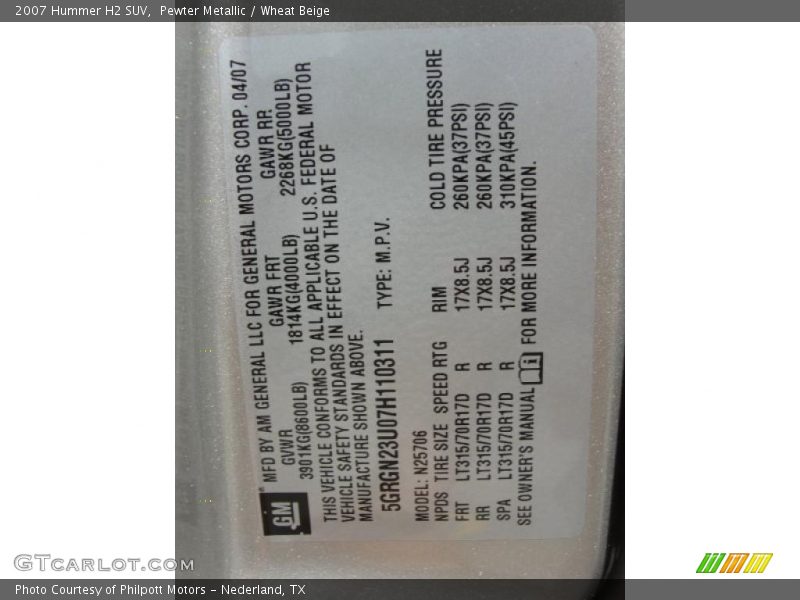 2007 Hummer H2 SUV,  Pewter Metallic / Wheat Beige
GM
MFD BY AM GENERAL LLC FOR GENERAL MOTORS CORP. 04/07
GVWR GAWR FRT GAWR RR
3901KG(8600LB) 1814KG(4000LB) 2268KG(5000LB)
THIS VEHICLE CONFORMS TO ALL APPLICABLE U.S. FEDERAL MOTOR
VEHICLE SAFETY STANDARDS IN EFFECT ON THE DATE OF
MANUFACTURE SHOWN ABOVE.
5GRGN23U07H110311 TYPE: M.P.V.
MODEL: N25706
NPDS TIRE SIZE SPEED RTG RIM COLD TIRE PRESSURE
FRT LT315/70R17D R 17X8.5J 260KPA(37PSI)
RR LT315/70R17D R 17X8.5J 260KPA(37PSI)
SPA LT315/70R17D R 17X8.5J 310KPA(45PSI)
SEE OWNER'S MANUAL FOR MORE INFORMATION.
GTcarlot.com
Photo Courtesy of Philpott Motors - Nederland, TX